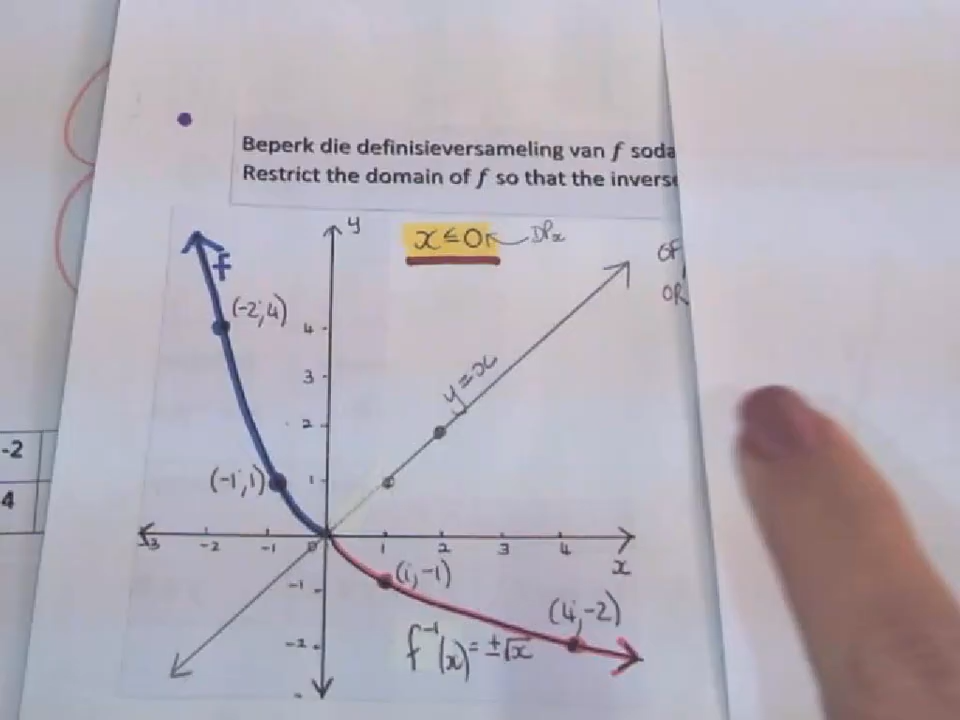 Beperk die definisieversameling van f soda
Restrict the domain of f so that the inverse
y
x ≤ 0
f
(-2;4)
4
3
y=x
2
-2
(-1;1)
1
4
-3 -2 -1 0 1 2 3 4
x
-1
(1;-1)
(4;-2)
-2
f⁻¹(x)=±√x